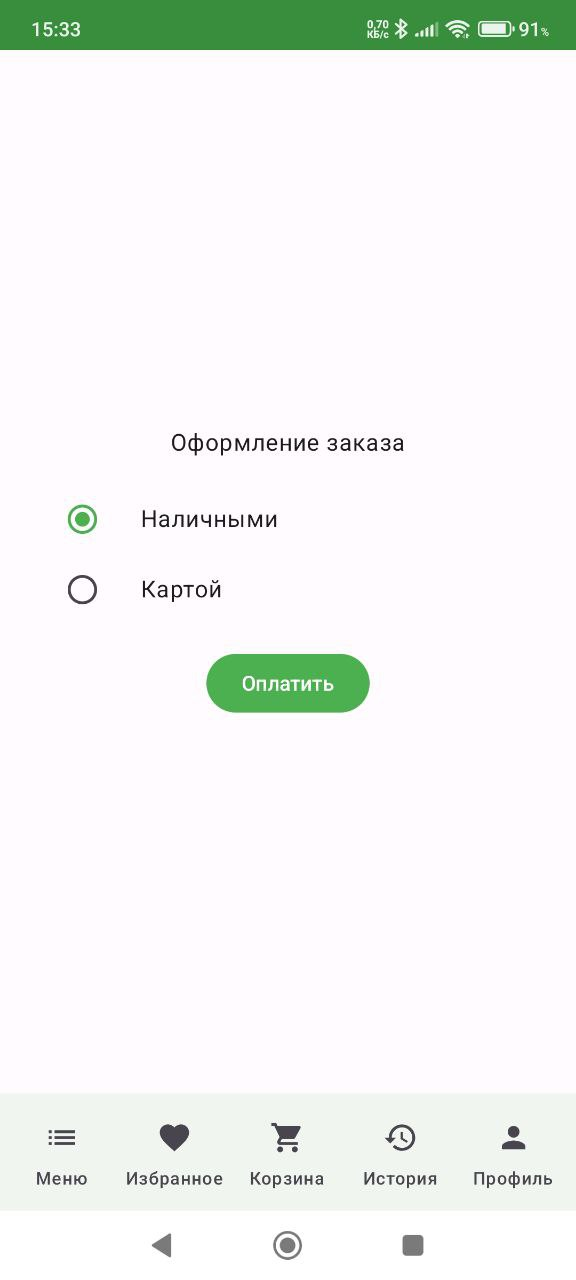 15:33
0,70
КБ/с
91%
Оформление заказа
Наличными
Картой
Оплатить
Меню Избранное Корзина История Профиль